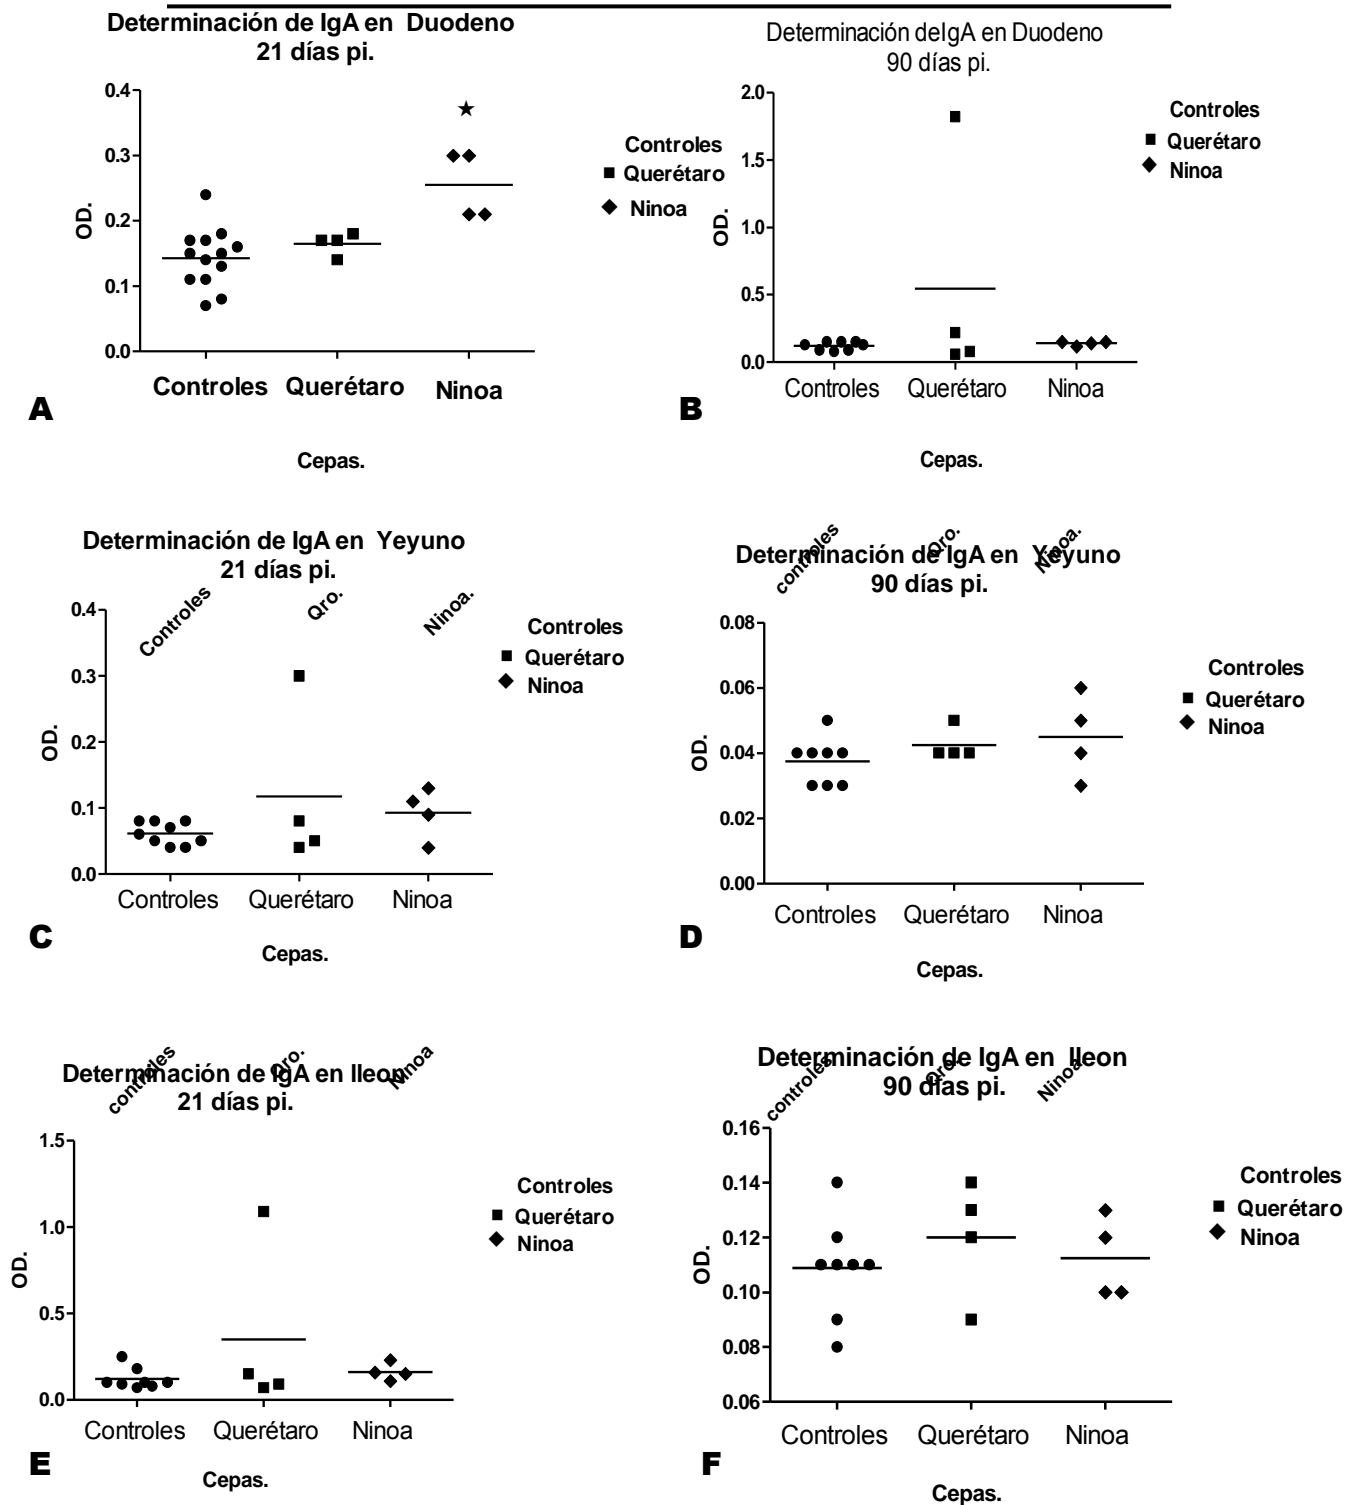 Determinación de IgA en Duodeno
21 días pi.
0.4
0.3
0.2
0.1
0.0
OD.
Controles
Querétaro
Ninoa
Controles Querétaro Ninoa
A
Cepas.
Determinación deIgA en Duodeno
90 días pi.
2.0
1.5
1.0
0.5
0.0
OD.
Controles
Querétaro
Ninoa
Controles Querétaro Ninoa
B
Cepas.
Determinación de IgA en Yeyuno
21 días pi.
Controles
Qro.
Ninoa.
0.4
0.3
0.2
0.1
0.0
OD.
Controles
Querétaro
Ninoa
Controles Querétaro Ninoa
C
Cepas.
Determinación de IgA en Yeyuno
90 días pi.
controles
Qro.
Ninoa.
0.08
0.06
0.04
0.02
0.00
OD.
Controles
Querétaro
Ninoa
Controles Querétaro Ninoa
D
Cepas.
Determinación de IgA en Ileon
21 días pi.
controles
Qro.
Ninoa
1.5
1.0
0.5
0.0
OD.
Controles
Querétaro
Ninoa
Controles Querétaro Ninoa
E
Cepas.
Determinación de IgA en Ileon
90 días pi.
controles
Qro.
Ninoa
0.16
0.14
0.12
0.10
0.08
0.06
OD.
Controles
Querétaro
Ninoa
Controles Querétaro Ninoa
F
Cepas.